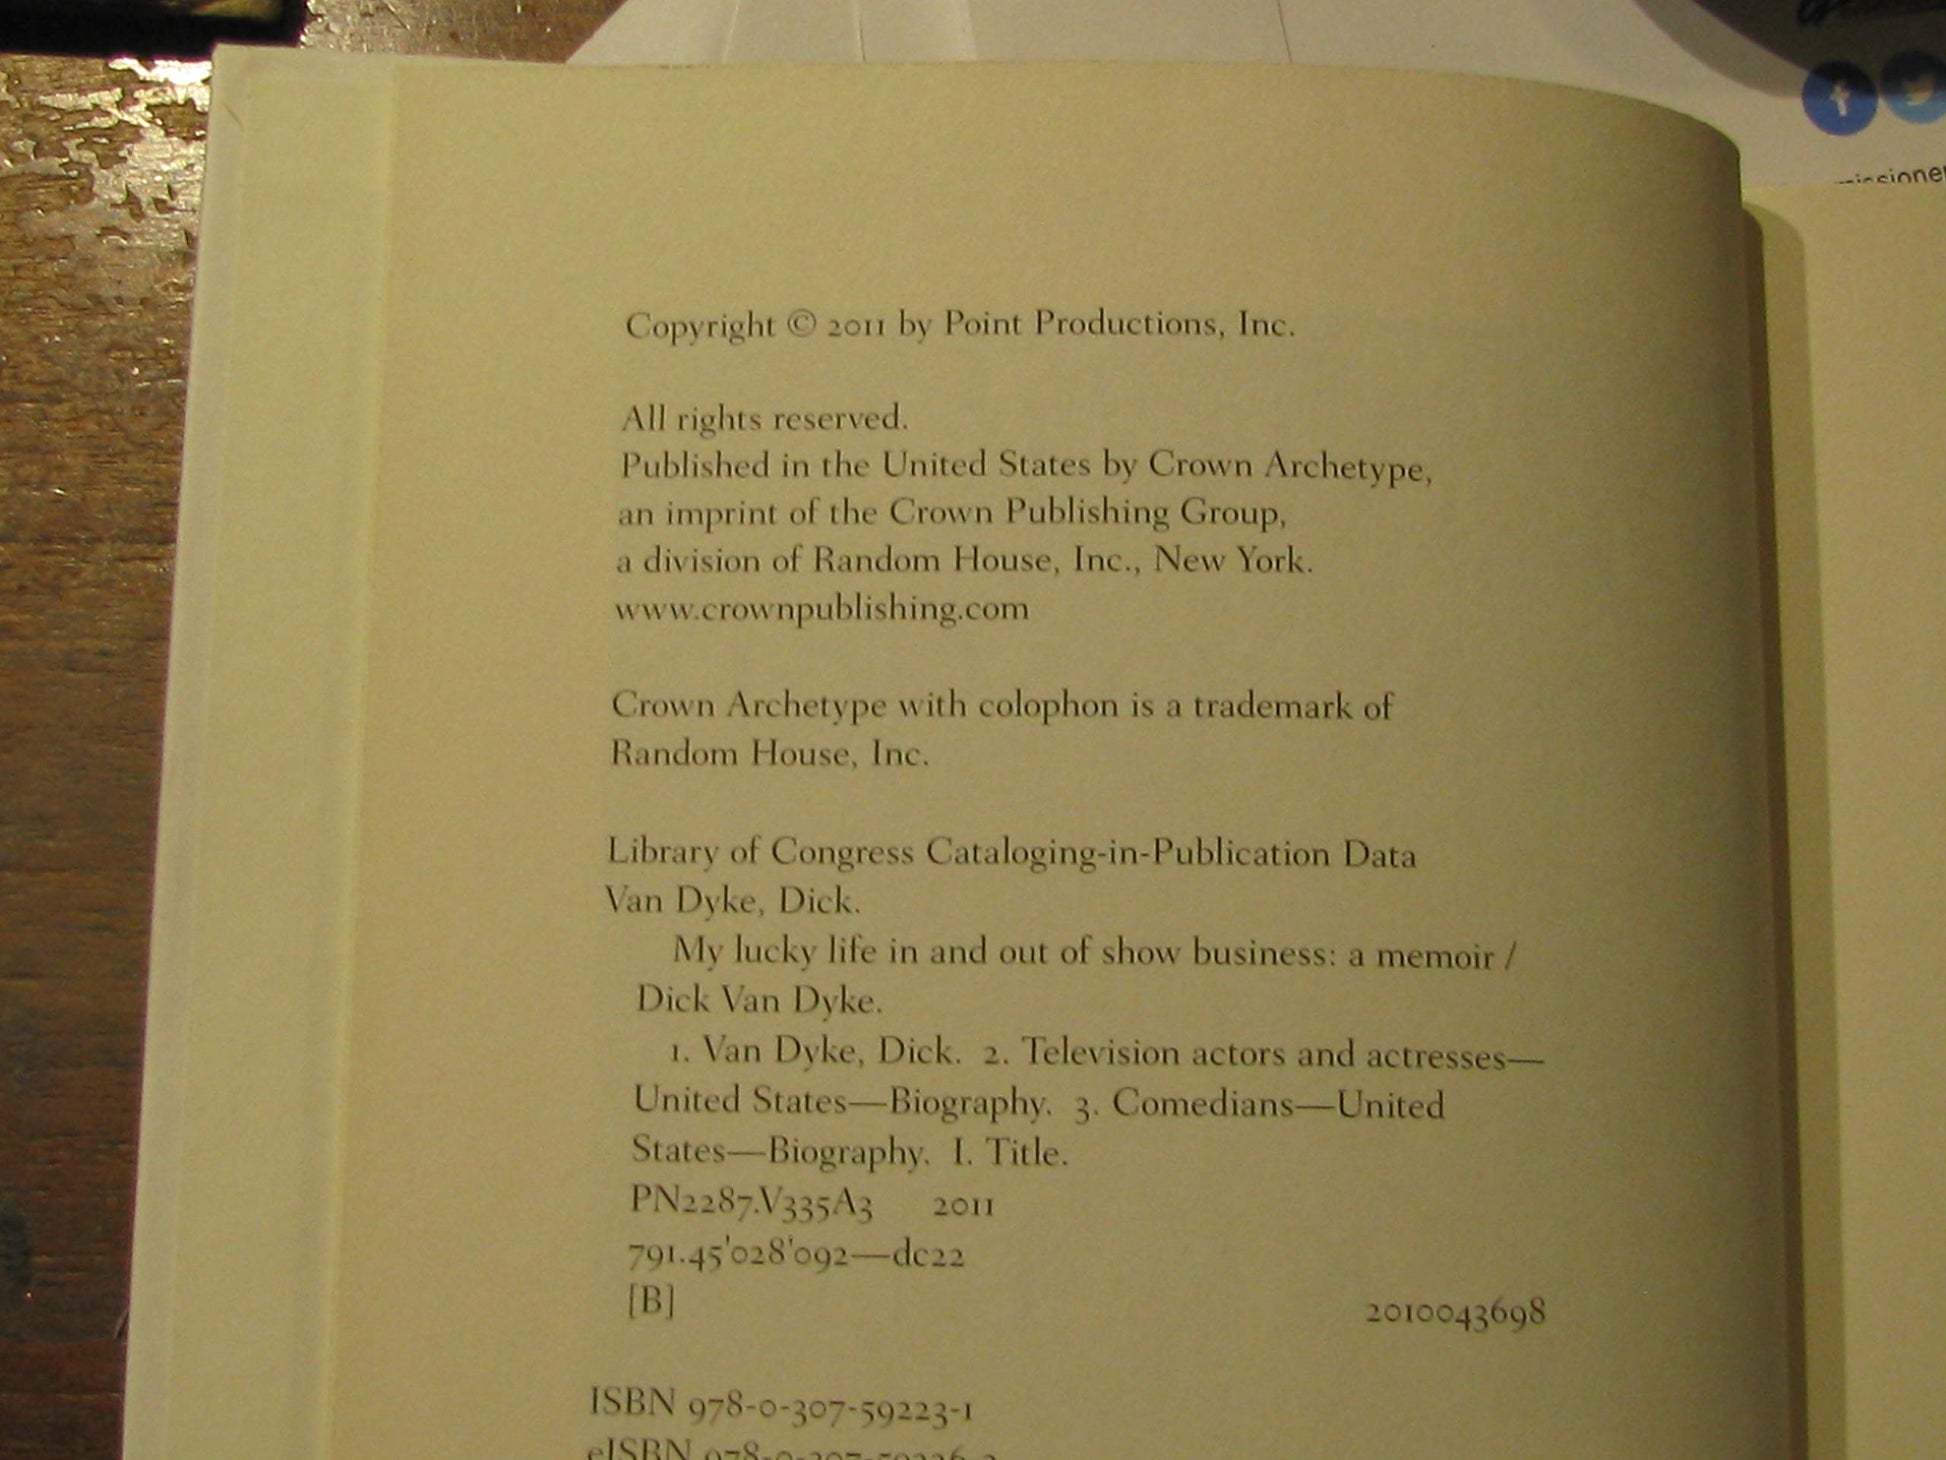 Copyright © 2011 by Point Productions, Inc.
All rights reserved.
Published in the United States by Crown Archetype,
an imprint of the Crown Publishing Group,
a division of Random House, Inc., New York.
www.crownpublishing.com
Crown Archetype with colophon is a trademark of
Random House, Inc.
Library of Congress Cataloging-in-Publication Data
Van Dyke, Dick.
My lucky life in and out of show business: a memoir /
Dick Van Dyke.
1. Van Dyke, Dick. 2. Television actors and actresses—
United States—Biography. 3. Comedians—United
States—Biography. I. Title.
PN2287.V335A3 2011
791.45'028'092—dc22
[B] 2010043698
ISBN 978-0-307-59223-1
eISBN